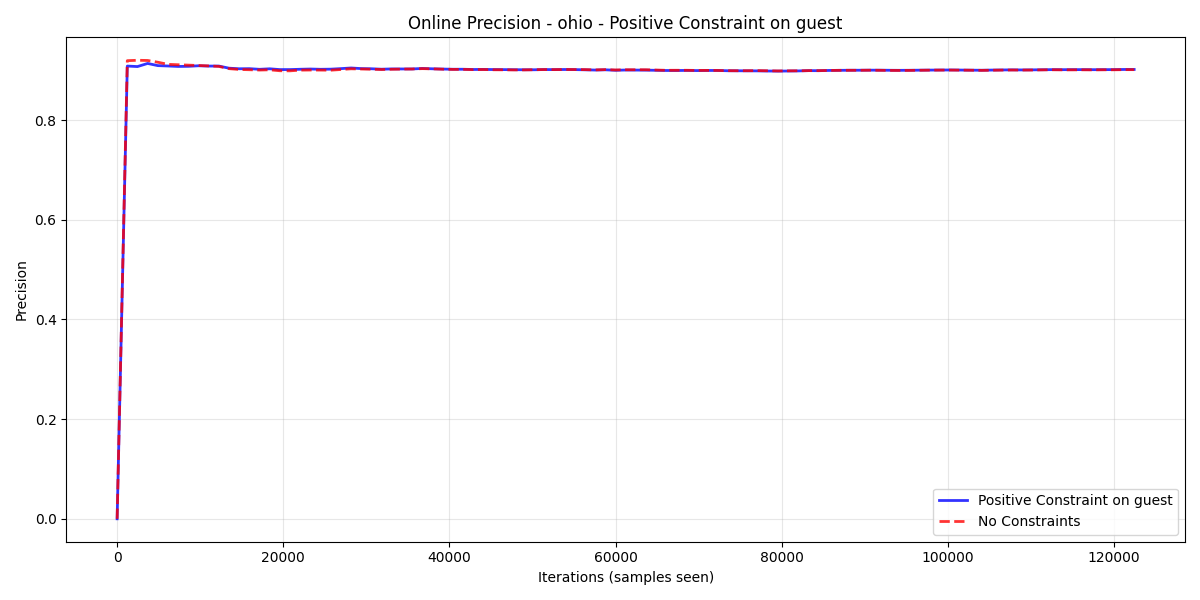 Online Precision - ohio - Positive Constraint on guest
Precision
0.8
0.6
0.4
0.2
0.0
0
20000
40000
60000
80000
100000
120000
Iterations (samples seen)
Positive Constraint on guest
No Constraints